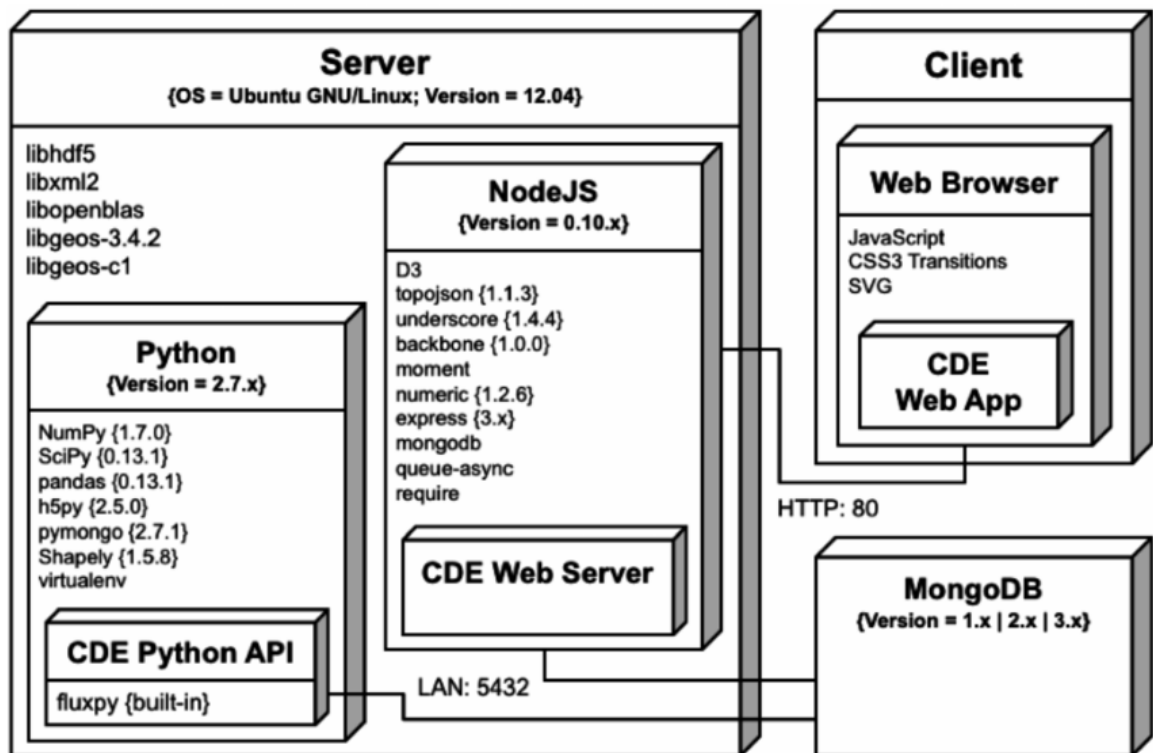 Server
{OS = Ubuntu GNU/Linux; Version = 12.04}
libhdf5
libxml2
libopenblas
libgeos-3.4.2
libgeos-c1
Python
{Version = 2.7.x}
NumPy {1.7.0}
SciPy {0.13.1}
pandas {0.13.1}
h5py {2.5.0}
pymongo {2.7.1}
Shapely {1.5.8}
virtualenv
CDE Python API
fluxpy {built-in}
NodeJS
{Version = 0.10.x}
D3
topojson {1.1.3}
underscore {1.4.4}
backbone {1.0.0}
moment
numeric {1.2.6}
express {3.x}
mongodb
queue-async
require
CDE Web Server
LAN: 5432
Client
Web Browser
JavaScript
CSS3 Transitions
SVG
CDE
Web App
HTTP: 80
MongoDB
{Version = 1.x | 2.x | 3.x}